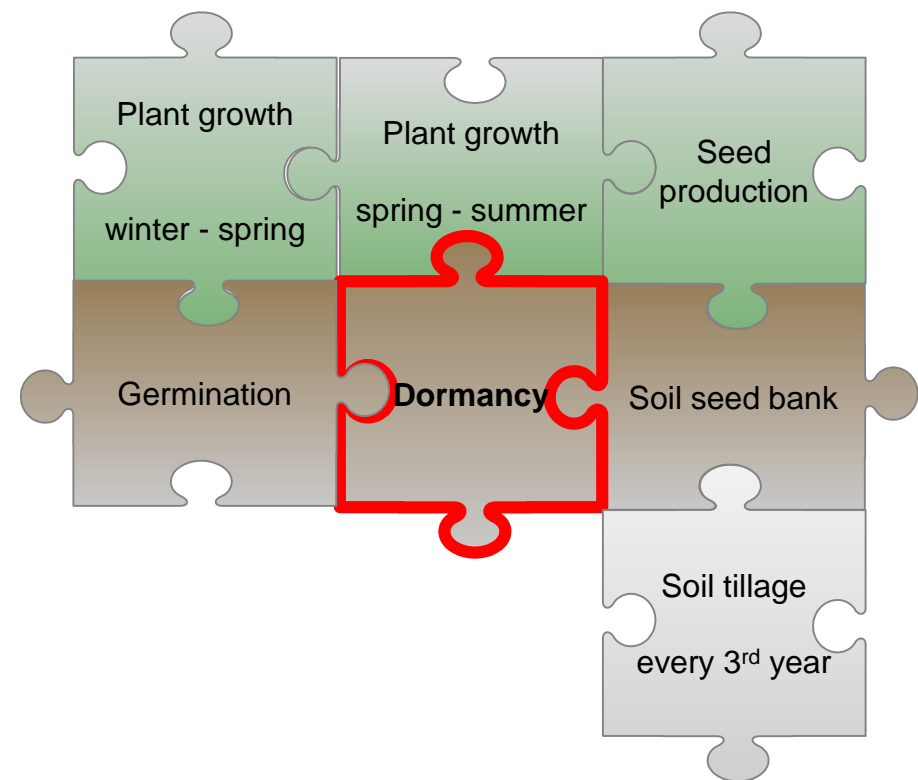 Plant growth
winter - spring
Plant growth
spring - summer
Seed
production
Germination
Dormancy
Soil seed bank
Soil tillage
every 3rd year